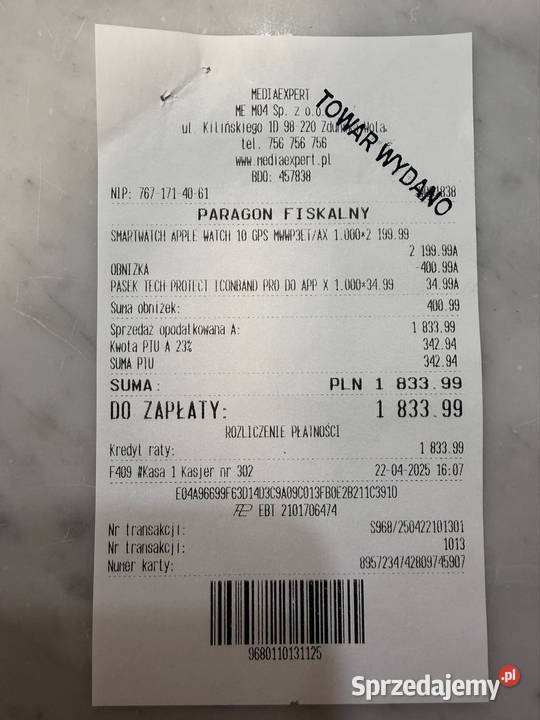 MEDIAEXPERT
ME M04 Sp. z o.o.
ul. Kilińskiego 1D 98-220 Zduńska Wola
tel. 756 756 756
www.mediaexpert.pl
BDO: 457838
TOWAR WYDANO
NIP: 767-171-40-61
PARAGON FISKALNY
SMARTWATCH APPLE WATCH 10 GPS MWWP3ET/AX 1.000*2 199.99
2 199.99A
OBNIŻKA -400.99A
PASEK TECH-PROTECT ICONBAND PRO DO APP X 1.000*34.99 34.99A
Suma obniżek: 400.99
Sprzedaż opodatkowana A: 1 833.99
Kwota PTU A 23% 342.94
SUMA PTU 342.94
SUMA: PLN 1 833.99
DO ZAPŁATY: 1 833.99
ROZLICZENIE PŁATNOŚCI
Kredyt raty: 1 833.99
F409 #Kasa 1 Kasjer nr 302 22-04-2025 16:07
E04A96699F63D14D3C9A09C013FB0E2B211C391D
EBT 2101706474
Nr transakcji: S968/250422101301
Nr transakcji: 1013
Numer karty: 8957234742809745907
9680110131125
Sprzedajemy.pl